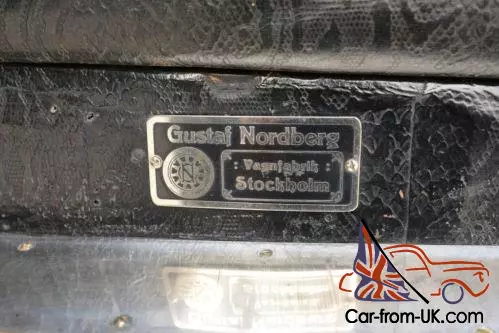 Gustaf Nordberg
N
: Vagnfabrik :
Stockholm
Car-from-UK.com